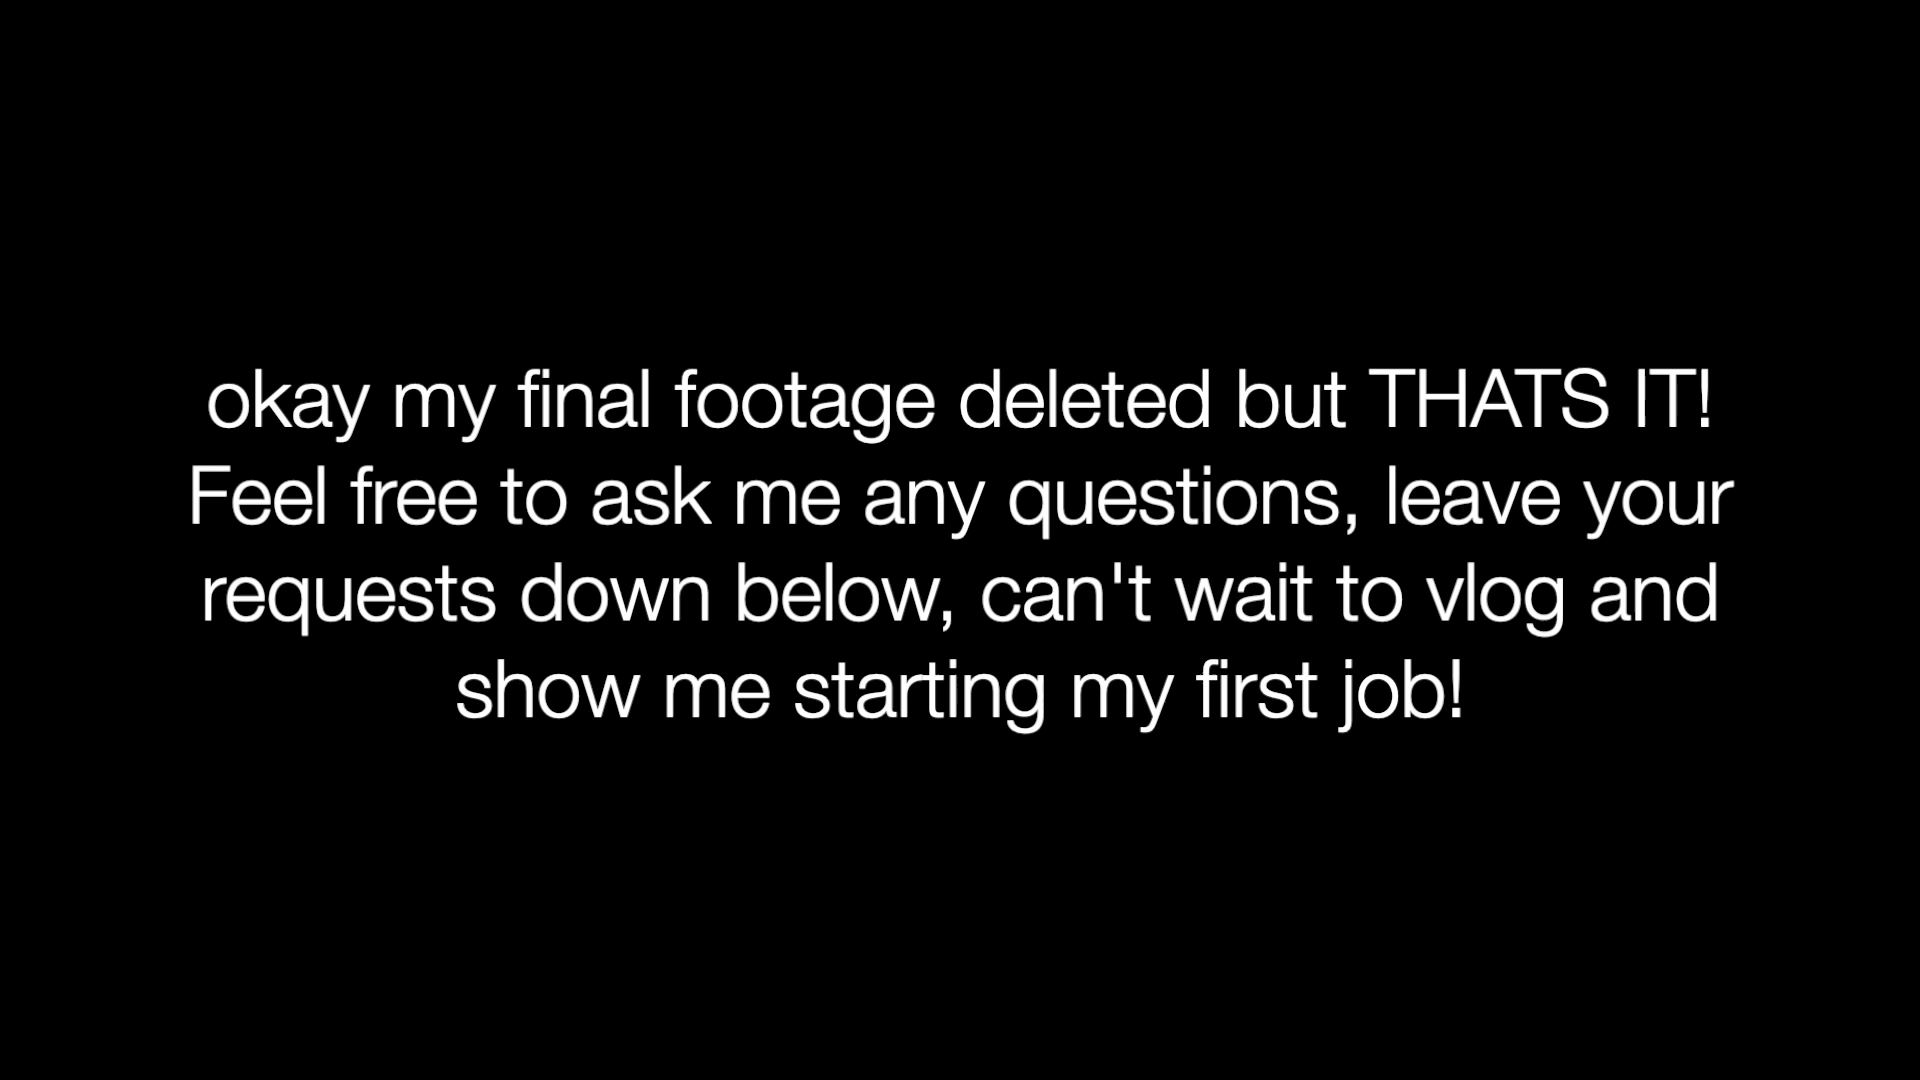 okay my final footage deleted but THATS IT!
Feel free to ask me any questions, leave your
requests down below, can't wait to vlog and
show me starting my first job!